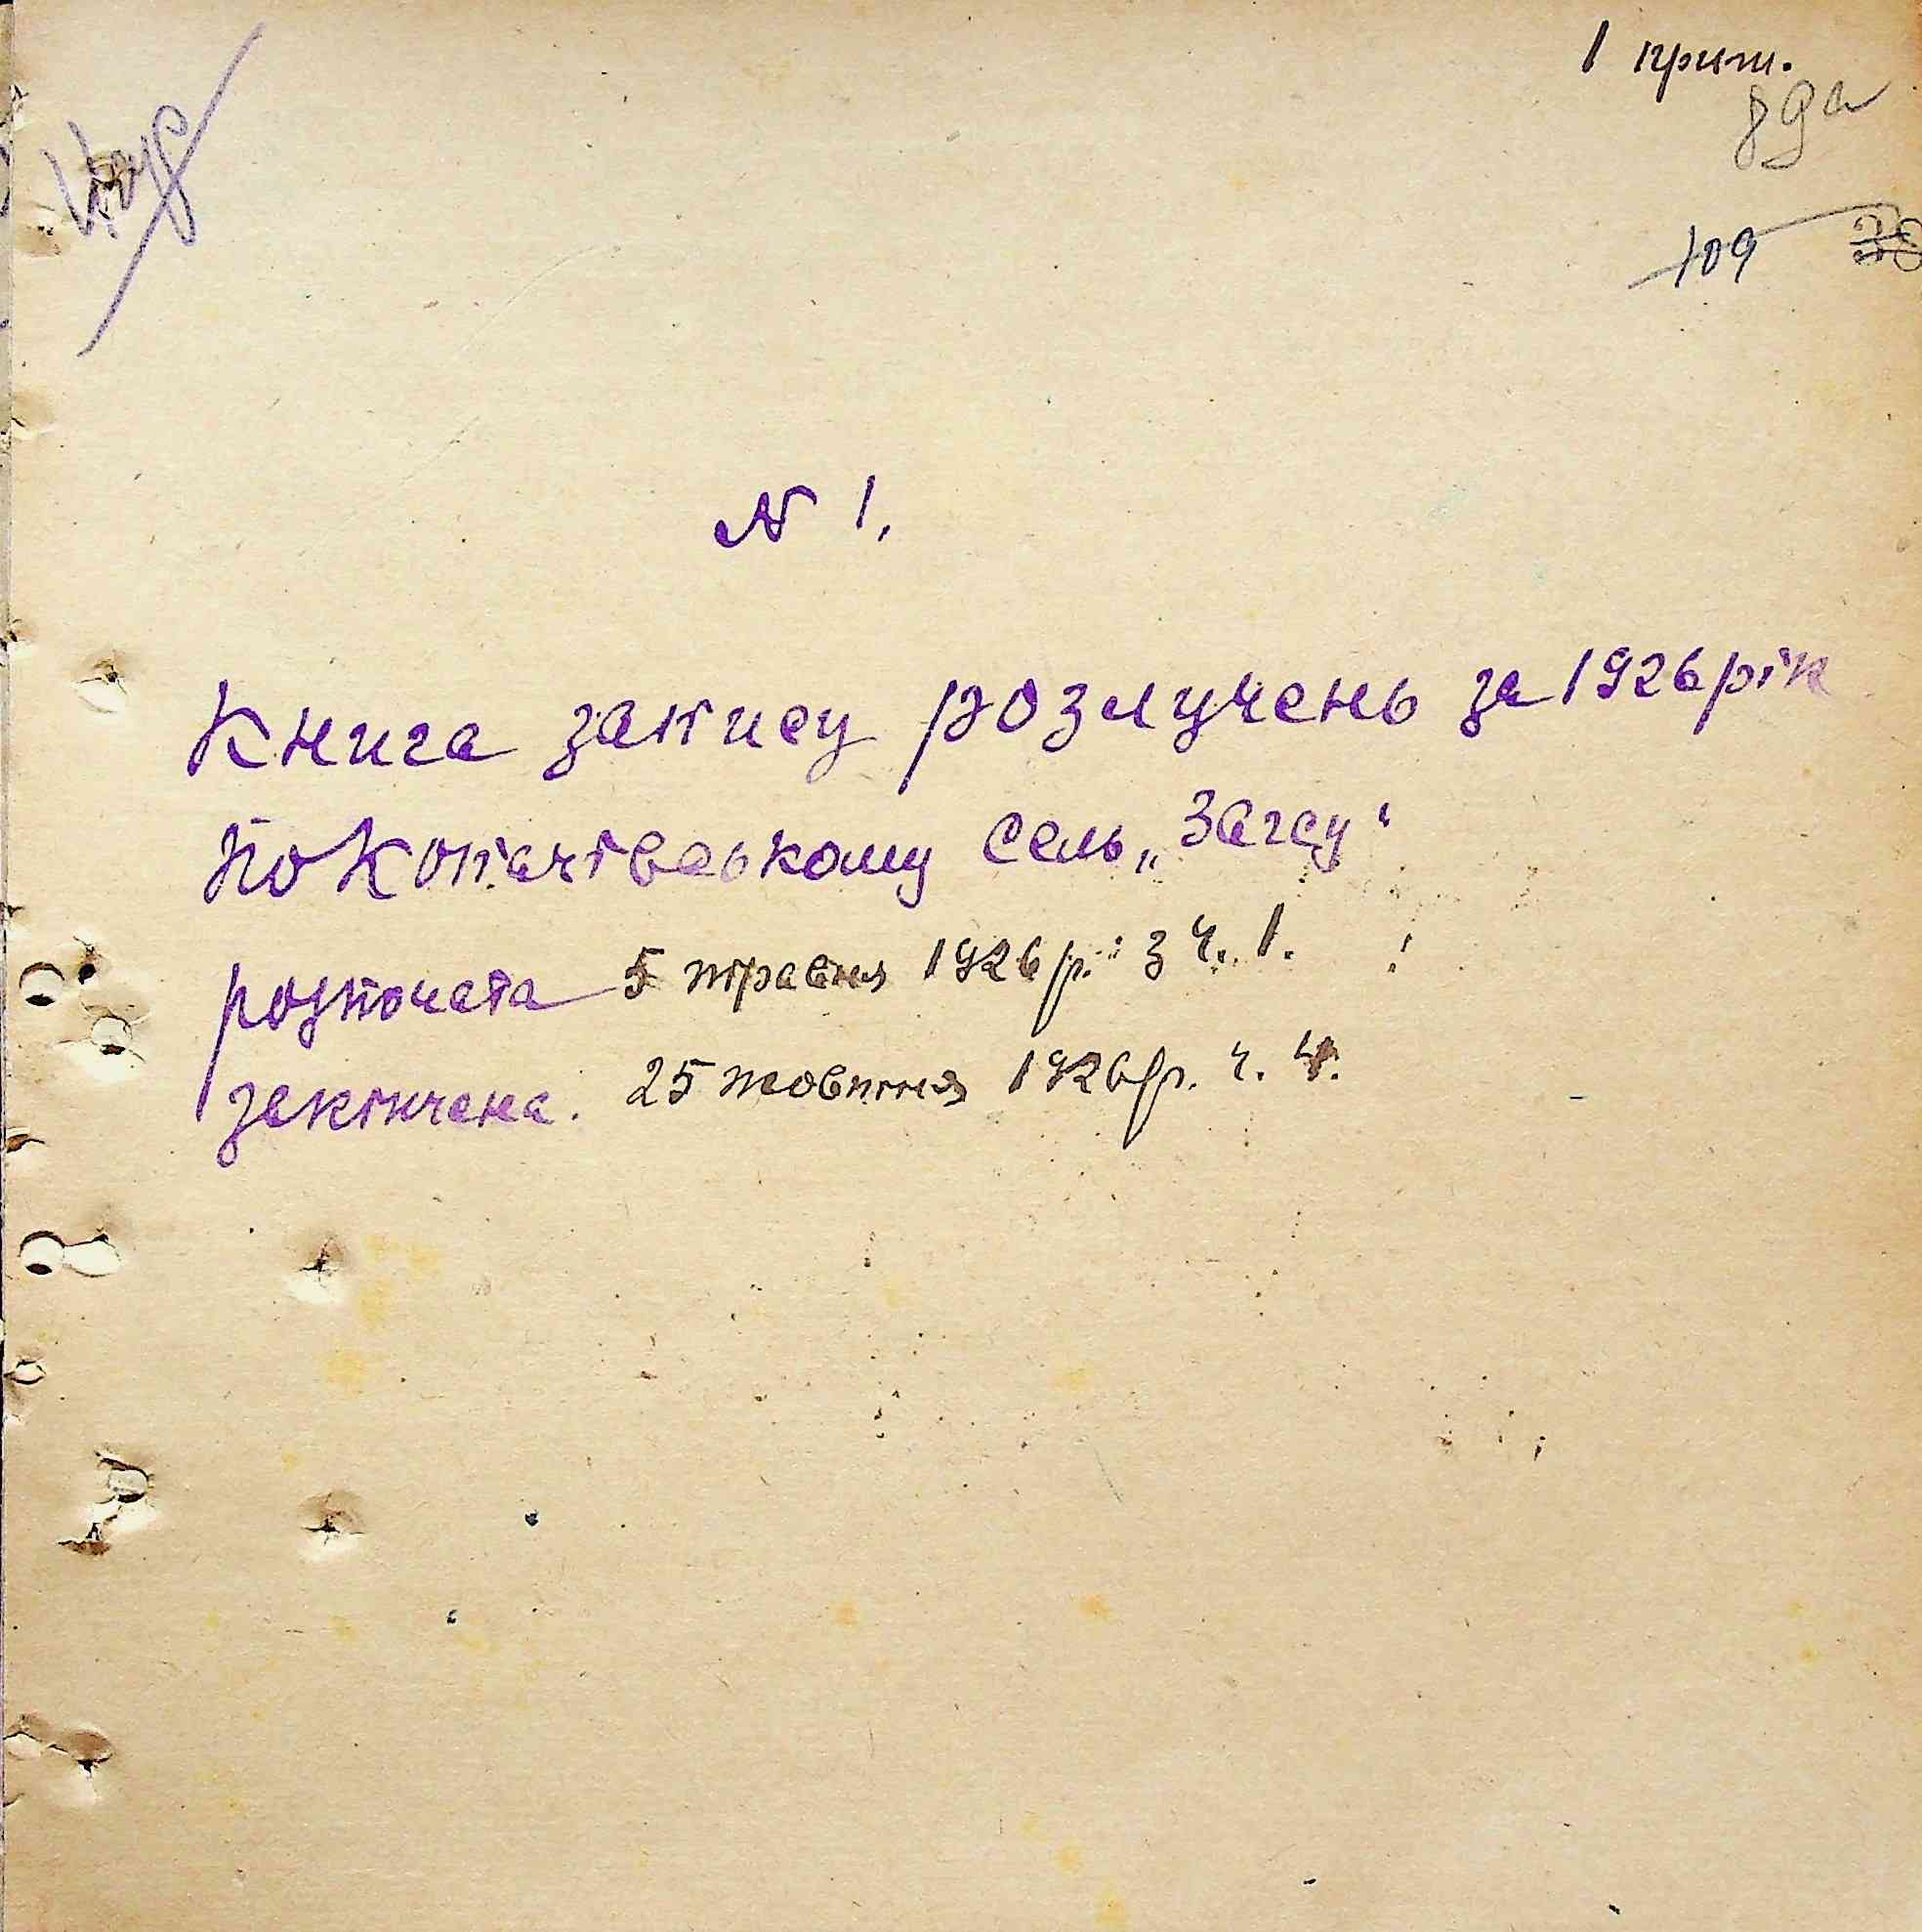 1 прим.
89а
109 38
N 1.
Книга запису розлучень за 1926 рік
по Копачівському Сель „Загсу“
розпочата 5 травня 1926 р. з ч. 1.
закінчена. 25 жовтня 1926 р. ч. 4.